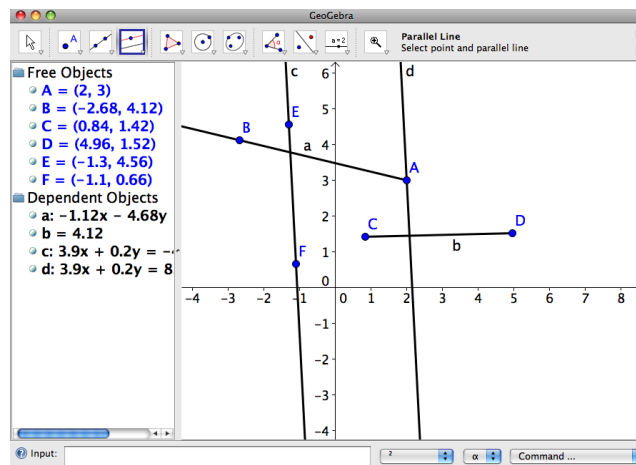 GeoGebra
A
a=2
Parallel Line
Select point and parallel line
Free Objects
A = (2, 3)
B = (−2.68, 4.12)
C = (0.84, 1.42)
D = (4.96, 1.52)
E = (−1.3, 4.56)
F = (−1.1, 0.66)
Dependent Objects
a: −1.12x − 4.68y
b = 4.12
c: 3.9x + 0.2y = −
d: 3.9x + 0.2y = 8
c
d
6
E
5
B
a
4
A
3
2
C
D
b
1
F
0
−4 −3 −2 −1 0 1 2 3 4 5 6 7 8
−1
−2
−3
−4
Input:
²
α
Command ...